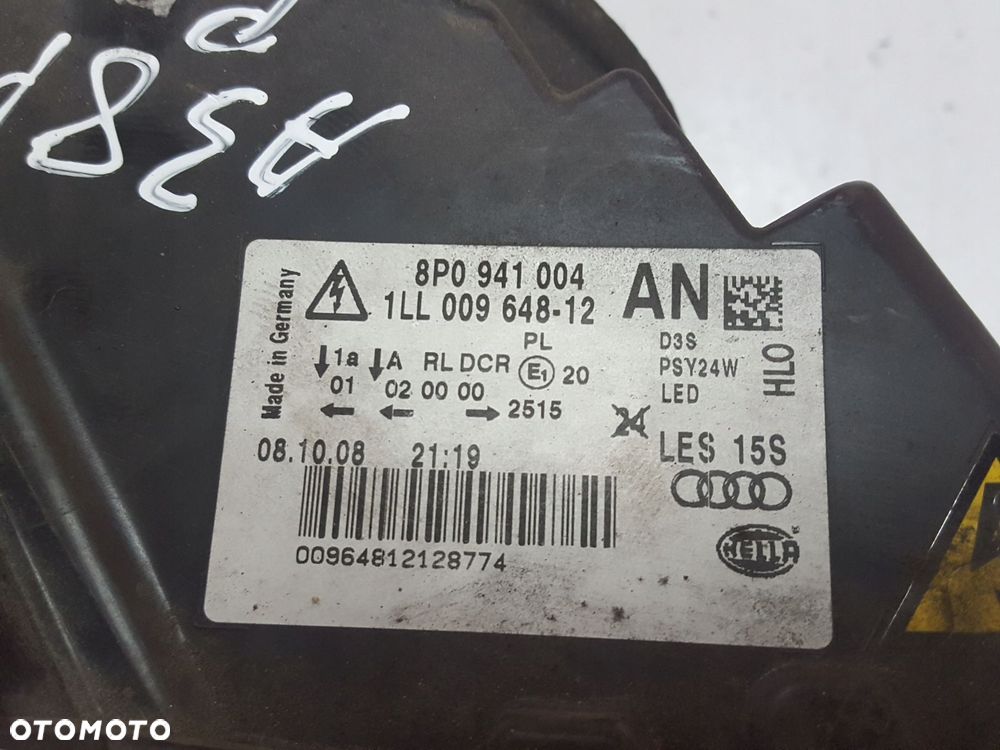 P
A38P
8P0 941 004 AN
1LL 009 648-12
Made in Germany
PL
D3S
1a A RL DCR E1 20
PSY24W
01 02 00 00
LED
HLO
2515
24
08.10.08 21:19
LES 15S
00964812128774
HELLA
OTOMOTO